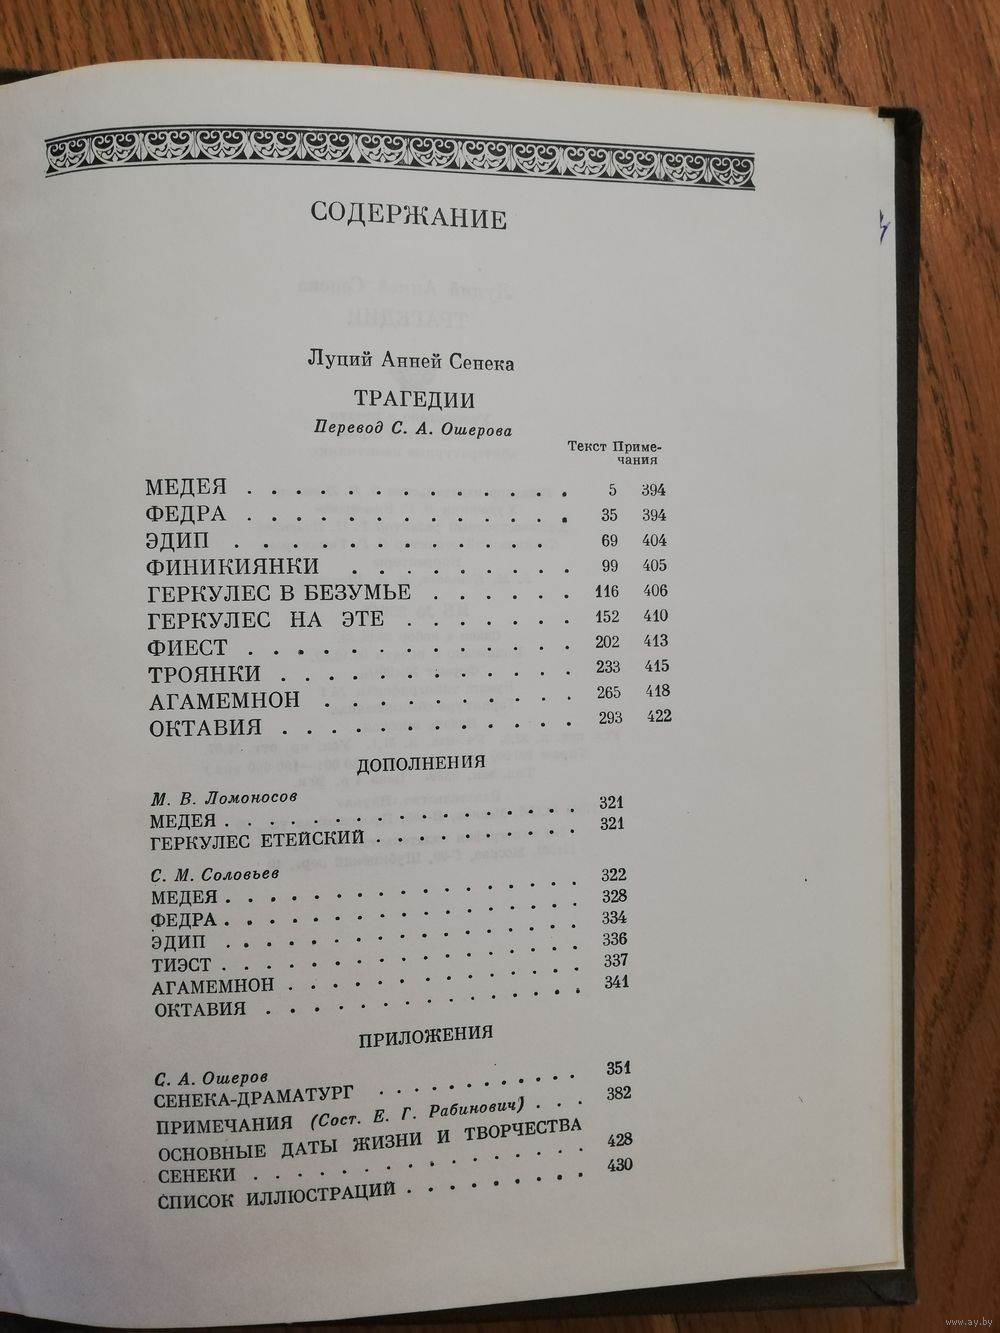 СОДЕРЖАНИЕ
Луций Анней Сенека
ТРАГЕДИИ
Перевод С. А. Ошерова
Текст Приме-
чания
МЕДЕЯ . . . . . . . . . . . . . 5 394
ФЕДРА . . . . . . . . . . . . . 35 394
ЭДИП . . . . . . . . . . . . . 69 404
ФИНИКИЯНКИ . . . . . . . . . 99 405
ГЕРКУЛЕС В БЕЗУМЬЕ . . . . . . 116 406
ГЕРКУЛЕС НА ЭТЕ . . . . . . . 152 410
ФИЕСТ . . . . . . . . . . . . . 202 413
ТРОЯНКИ . . . . . . . . . . . . 233 415
АГАМЕМНОН . . . . . . . . . . 265 418
ОКТАВИЯ . . . . . . . . . . . . 293 422
ДОПОЛНЕНИЯ
М. В. Ломоносов
МЕДЕЯ . . . . . . . . . . . . . 321
ГЕРКУЛЕС ЕТЕЙСКИЙ . . . . . . . . 321
С. М. Соловьев
МЕДЕЯ . . . . . . . . . . . . . 322
ФЕДРА . . . . . . . . . . . . . 328
ЭДИП . . . . . . . . . . . . . 334
ТИЭСТ . . . . . . . . . . . . . 336
АГАМЕМНОН . . . . . . . . . . . 337
ОКТАВИЯ . . . . . . . . . . . . 341
ПРИЛОЖЕНИЯ
С. А. Ошеров
СЕНЕКА-ДРАМАТУРГ . . . . . . . . . 351
ПРИМЕЧАНИЯ (Сост. Е. Г. Рабинович) . . . 382
ОСНОВНЫЕ ДАТЫ ЖИЗНИ И ТВОРЧЕСТВА
СЕНЕКИ . . . . . . . . . . . . . 428
СПИСОК ИЛЛЮСТРАЦИЙ . . . . . . . . 430
www.ay.by